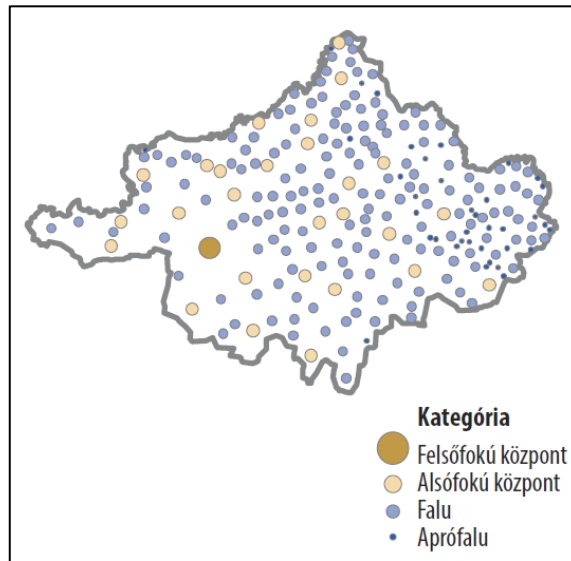 Kategória
Felsőfokú központ
Alsófokú központ
Falu
Aprófalu